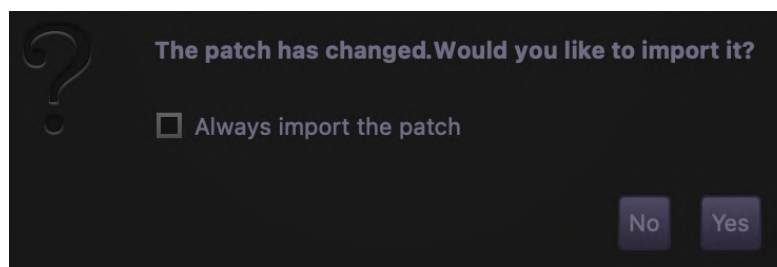 The patch has changed.Would you like to import it?
Always import the patch
No Yes